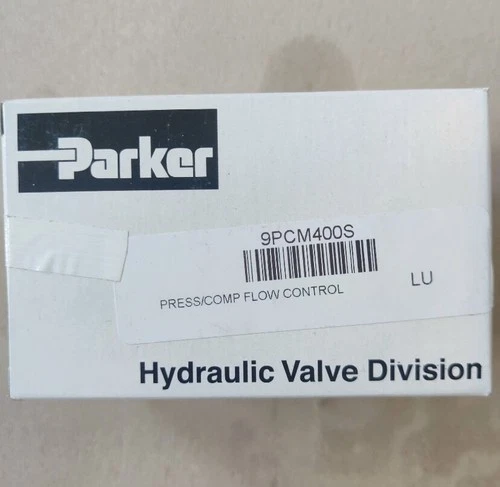 Parker
9PCM400S
PRESS/COMP FLOW CONTROL
LU
Hydraulic Valve Division